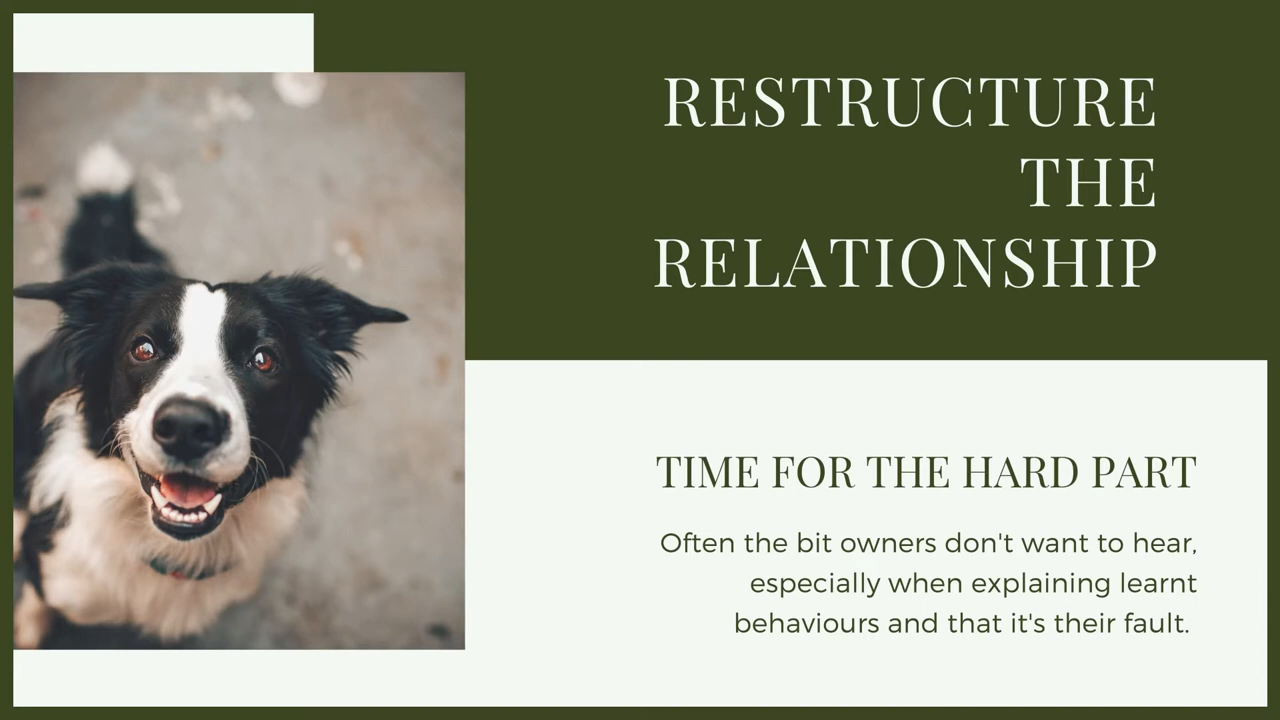 RESTRUCTURE
THE
RELATIONSHIP
TIME FOR THE HARD PART
Often the bit owners don't want to hear,
especially when explaining learnt
behaviours and that it's their fault.